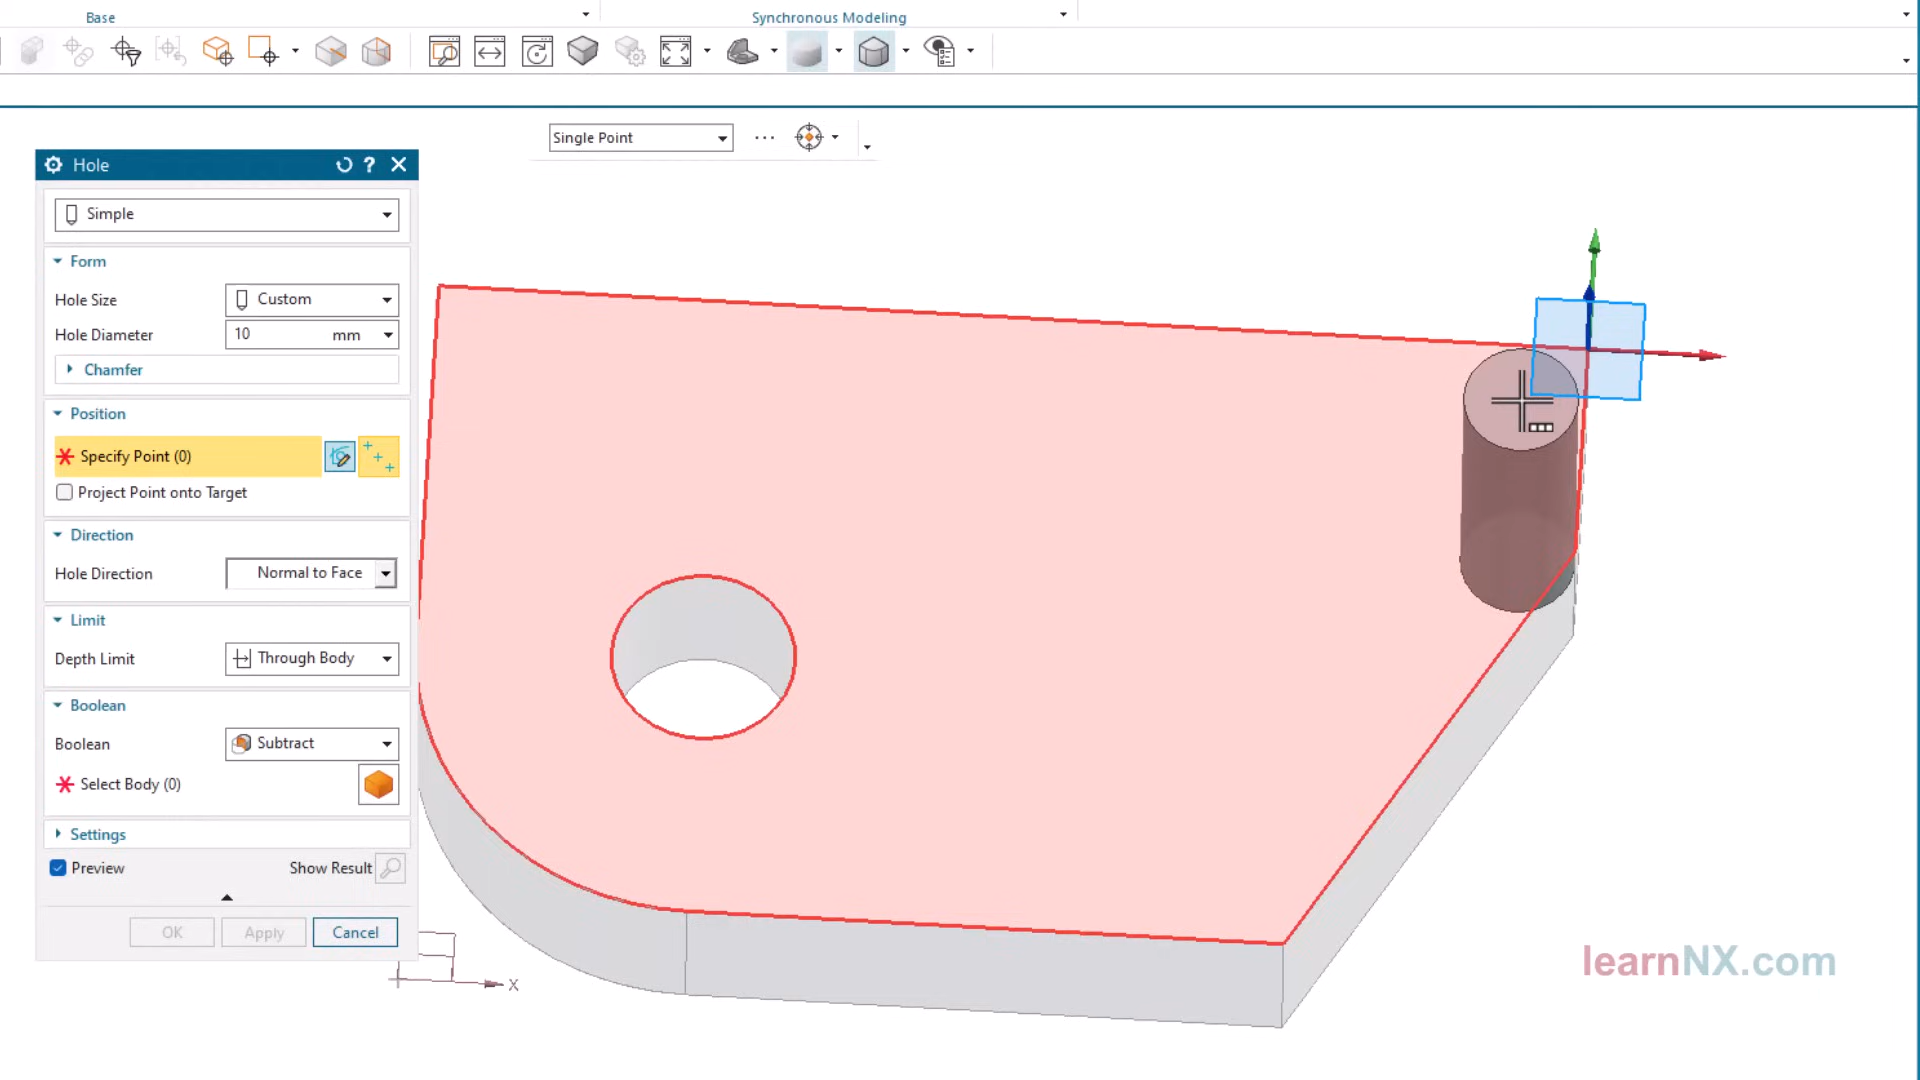 Base
Synchronous Modeling
Single Point
Hole
Simple
Form
Hole Size
Custom
Hole Diameter
10 mm
Chamfer
Position
Specify Point (0)
Project Point onto Target
Direction
Hole Direction
Normal to Face
Limit
Depth Limit
Through Body
Boolean
Boolean
Subtract
Select Body (0)
Settings
Preview
Show Result
OK
Apply
Cancel
X
learnNX.com